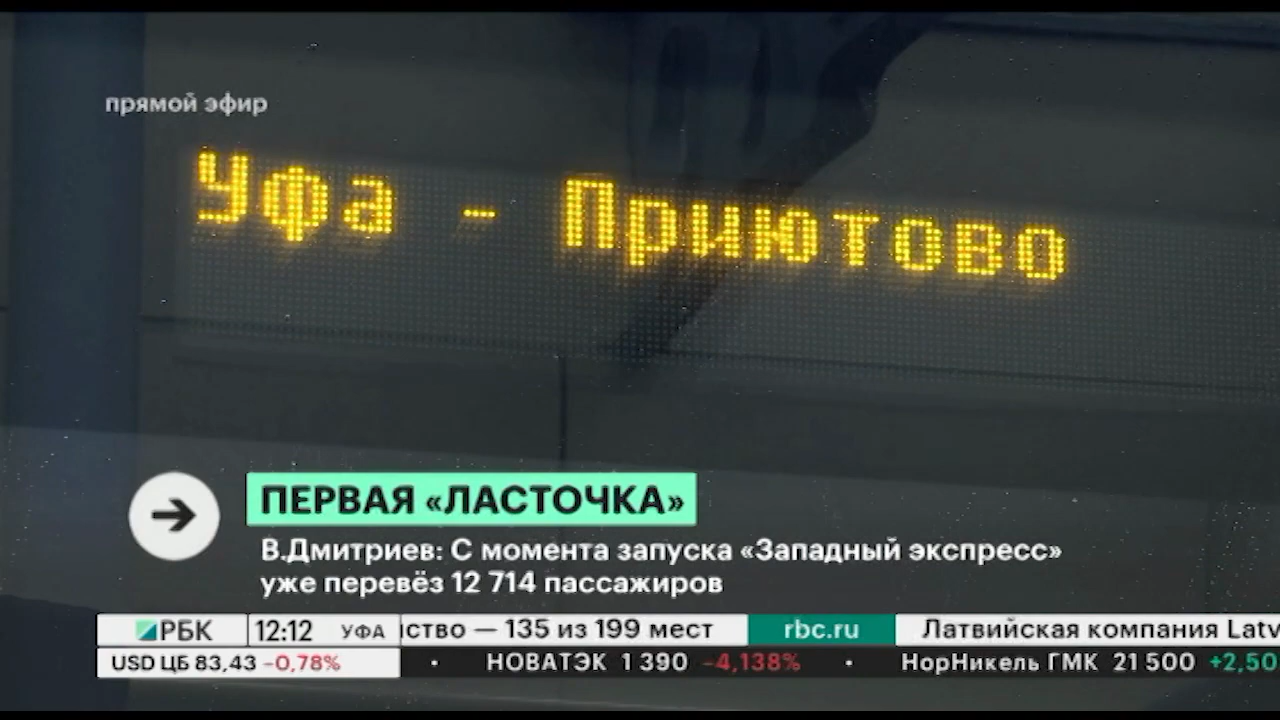 прямой эфир
Уфа - Приютово
ПЕРВАЯ «ЛАСТОЧКА»
В.Дмитриев: С момента запуска «Западный экспресс»
уже перевёз 12 714 пассажиров
РБК 12:12 УФА — 135 из 199 мест rbc.ru Латвийская компания
USD ЦБ 83,43 -0,78% • НОВАТЭК 1 390 -4,138% • НорНикель ГМК 21 500 +2,50